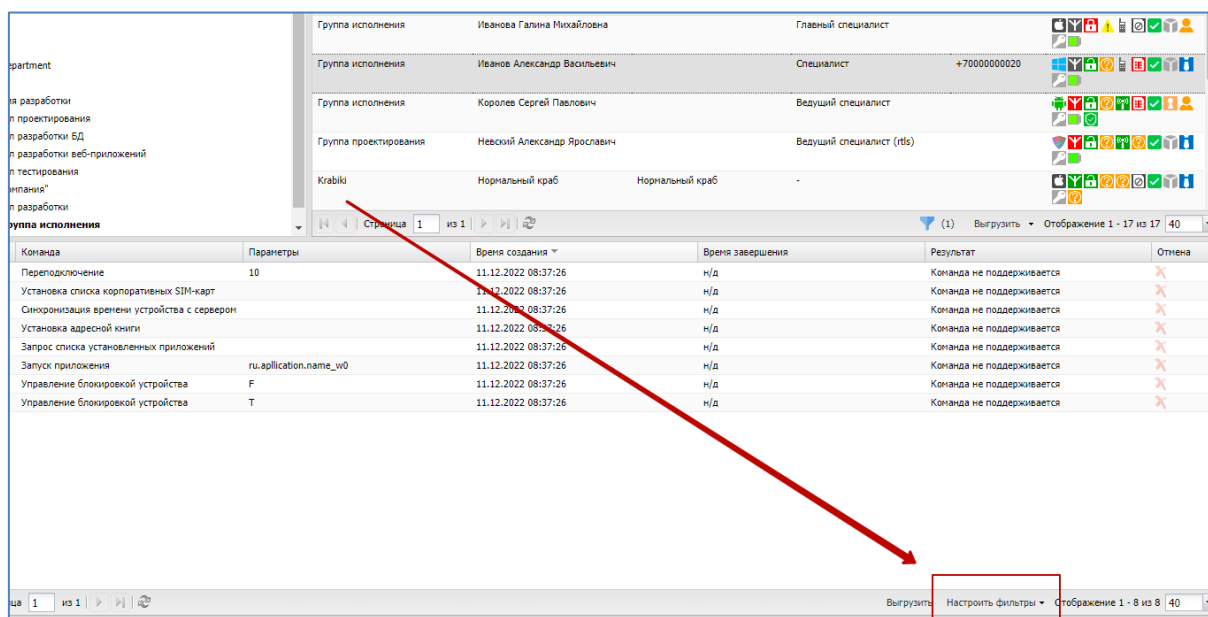 Группа исполнения Иванова Галина Михайловна Главный специалист
epartment
Группа исполнения Иванов Александр Васильевич Специалист +70000000020
ия разработки
Группа исполнения Королев Сергей Павлович Ведущий специалист
л проектирования
л разработки БД
Группа проектирования Невский Александр Ярославич Ведущий специалист (rtls)
л разработки веб-приложений
л тестирования
омпания"
Krabiki Нормальный краб Нормальный краб -
л разработки
руппа исполнения
Страница 1 из 1 (1) Выгрузить Отображение 1 - 17 из 17 40
Команда Параметры Время создания Время завершения Результат Отмена
Переподключение 10 11.12.2022 08:37:26 н/д Команда не поддерживается
Установка списка корпоративных SIM-карт 11.12.2022 08:37:26 н/д Команда не поддерживается
Синхронизация времени устройства с сервером 11.12.2022 08:37:26 н/д Команда не поддерживается
Установка адресной книги 11.12.2022 08:37:26 н/д Команда не поддерживается
Запрос списка установленных приложений 11.12.2022 08:37:26 н/д Команда не поддерживается
Запуск приложения ru.apllication.name_w0 11.12.2022 08:37:26 н/д Команда не поддерживается
Управление блокировкой устройства F 11.12.2022 08:37:26 н/д Команда не поддерживается
Управление блокировкой устройства T 11.12.2022 08:37:26 н/д Команда не поддерживается
ца 1 из 1 Выгрузить Настроить фильтры Отображение 1 - 8 из 8 40